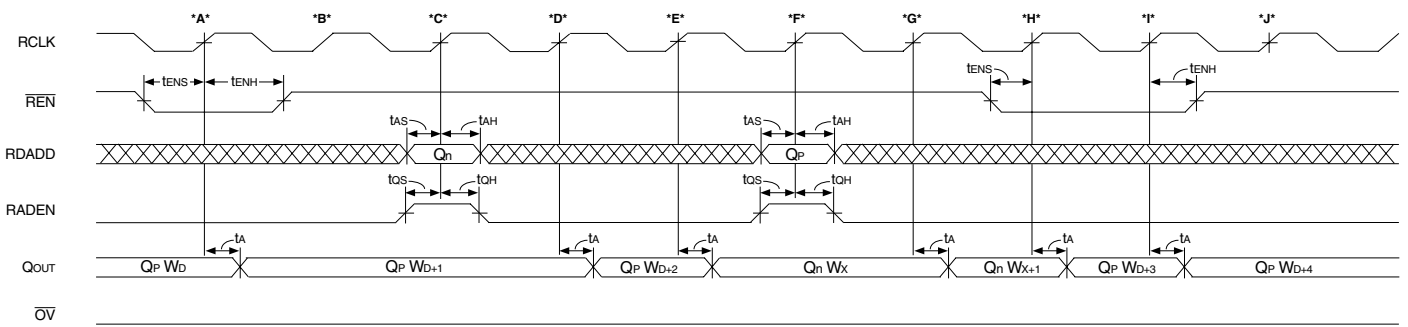 *A* *B* *C* *D* *E* *F* *G* *H* *I* *J*
RCLK
tENS tENH tENS tENH
REN
tAS tAH tAS tAH
RDADD Qn QP
tQS tQH tQS tQH
RADEN
tA tA tA tA tA tA
QOUT QP WD QP WD+1 QP WD+2 Qn WX Qn WX+1 QP WD+3 QP WD+4
OV